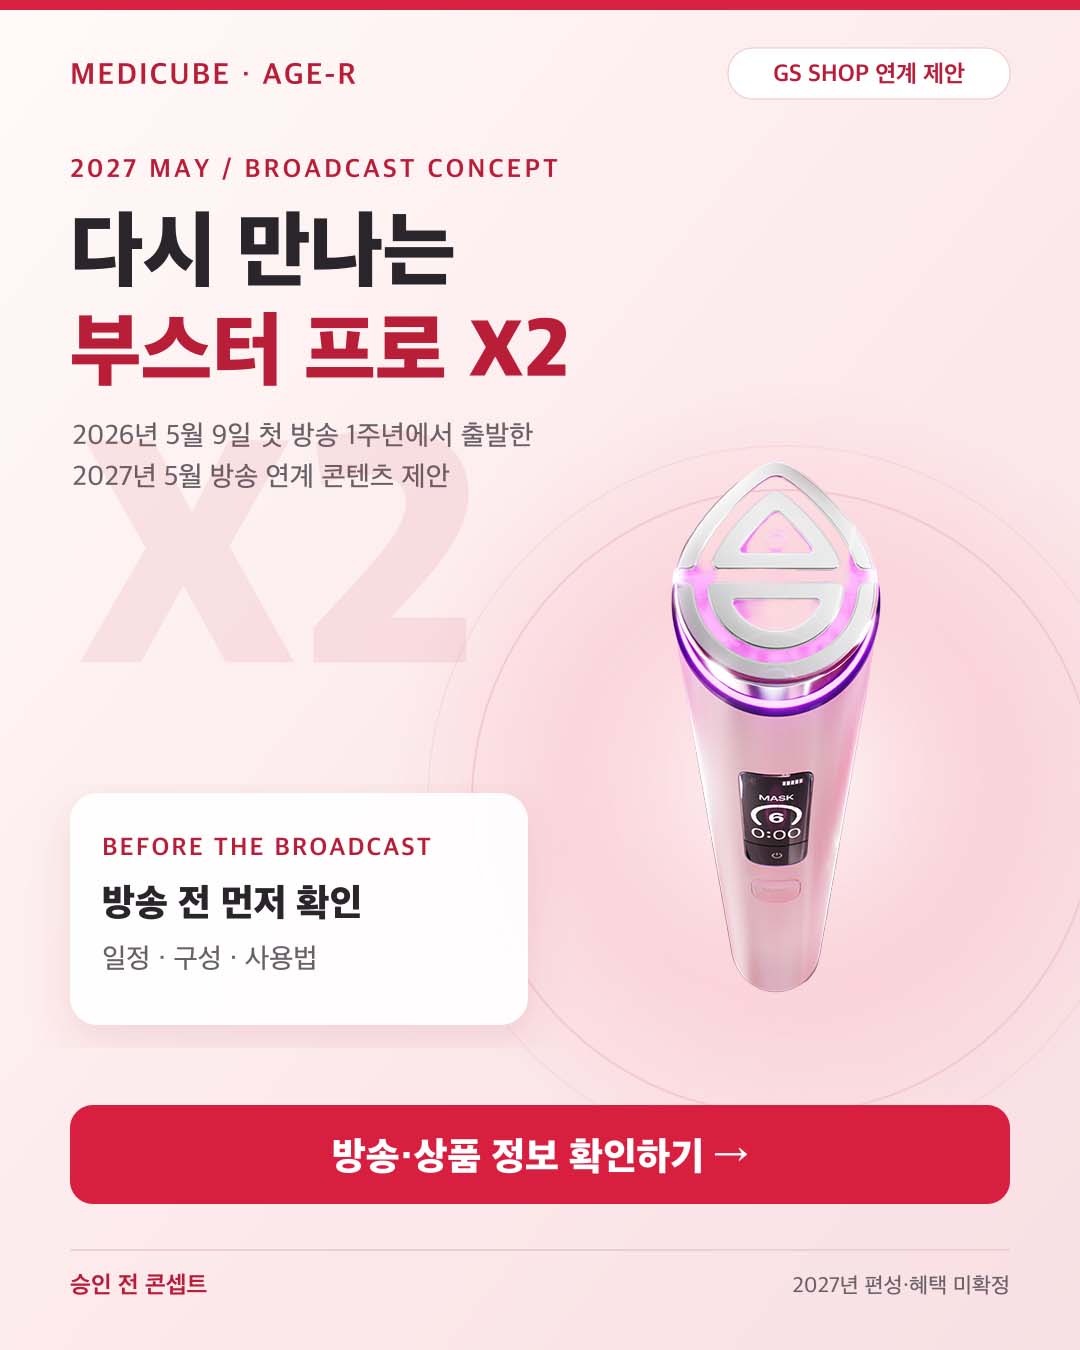 MEDICUBE · AGE-R
GS SHOP 연계 제안
2027 MAY / BROADCAST CONCEPT
다시 만나는
부스터 프로 X2
2026년 5월 9일 첫 방송 1주년에서 출발한
2027년 5월 방송 연계 콘텐츠 제안
X2
MASK
6
0:00
BEFORE THE BROADCAST
방송 전 먼저 확인
일정 · 구성 · 사용법
방송·상품 정보 확인하기 →
승인 전 콘셉트
2027년 편성·혜택 미확정